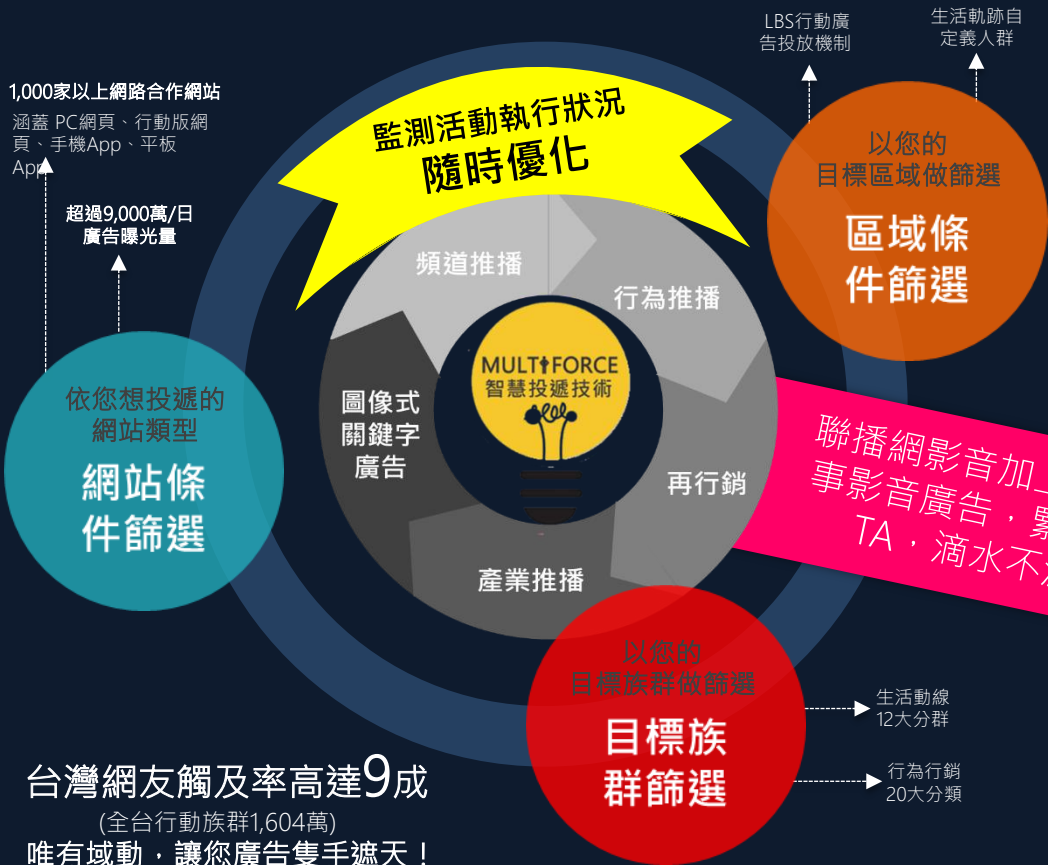 LBS行動廣
告投放機制
生活軌跡自
定義人群
1,000家以上網路合作網站
涵蓋 PC網頁、行動版網
頁、手機App、平板
App
超過9,000萬/日
廣告曝光量
監測活動執行狀況
隨時優化
以您的
目標區域做篩選
區域條
件篩選
頻道推播
行為推播
MULTIFORCE
智慧投遞技術
圖像式
關鍵字
廣告
再行銷
產業推播
依您想投遞的
網站類型
網站條
件篩選
聯播網影音加
事影音廣告，緊
TA，滴水不
以您的
目標族群做篩選
目標族
群篩選
生活動線
12大分群
行為行銷
20大分類
台灣網友觸及率高達9成
(全台行動族群1,604萬)
唯有域動，讓您廣告隻手遮天！